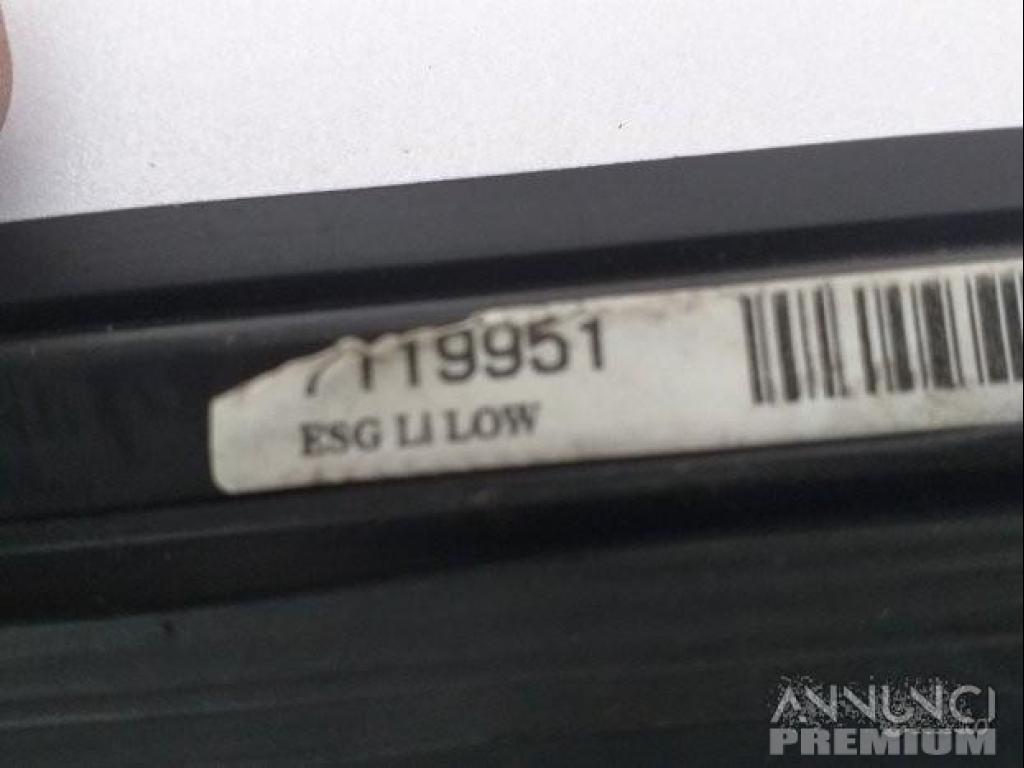 7119951
ESG Li LOW
ANNUNCI
PREMIUM